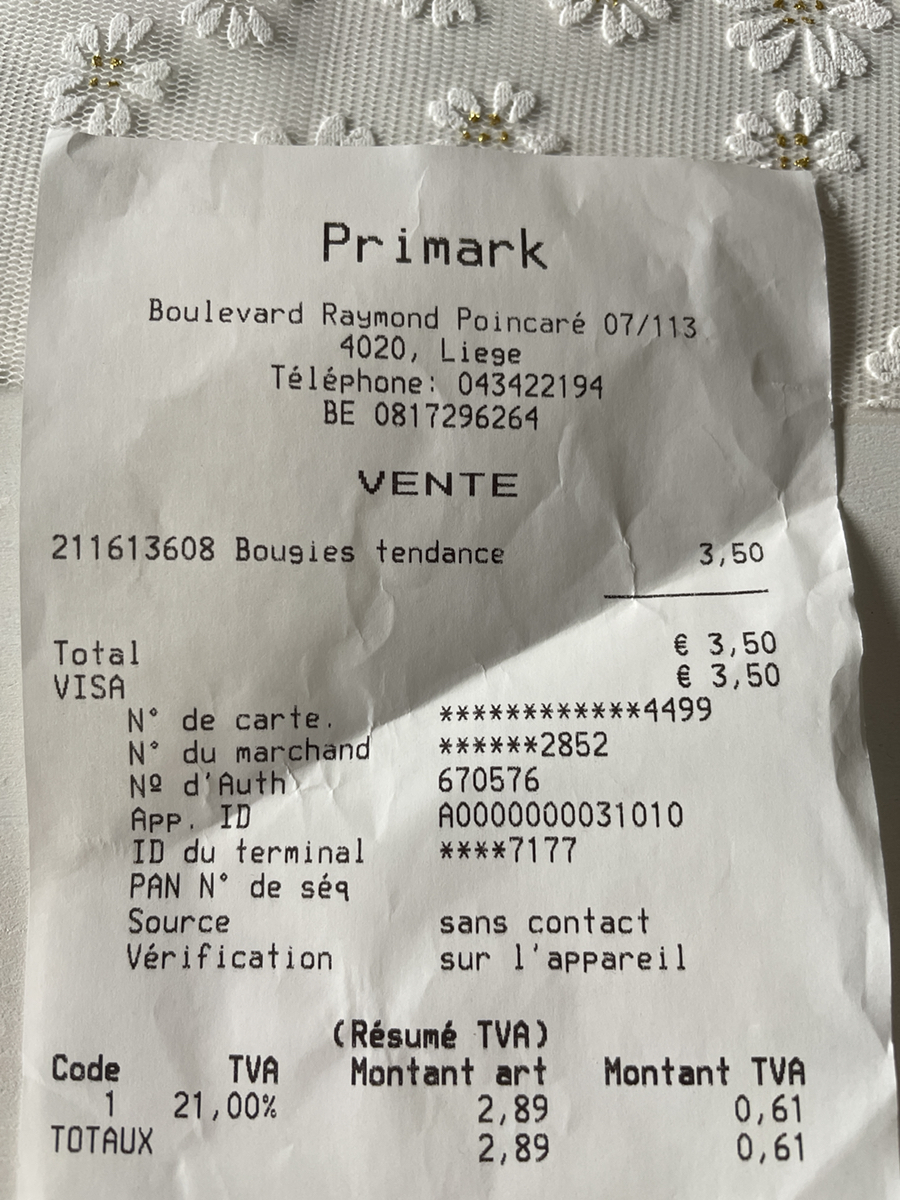 Primark
Boulevard Raymond Poincaré 07/113
4020, Liege
Téléphone: 043422194
BE 0817296264
VENTE
211613608 Bougies tendance 3,50
Total € 3,50
VISA € 3,50
N° de carte. ************4499
N° du marchand ******2852
Nº d'Auth 670576
App. ID A0000000031010
ID du terminal ****7177
PAN N° de séq
Source sans contact
Vérification sur l'appareil
(Résumé TVA)
Code TVA Montant art Montant TVA
1 21,00% 2,89 0,61
TOTAUX 2,89 0,61